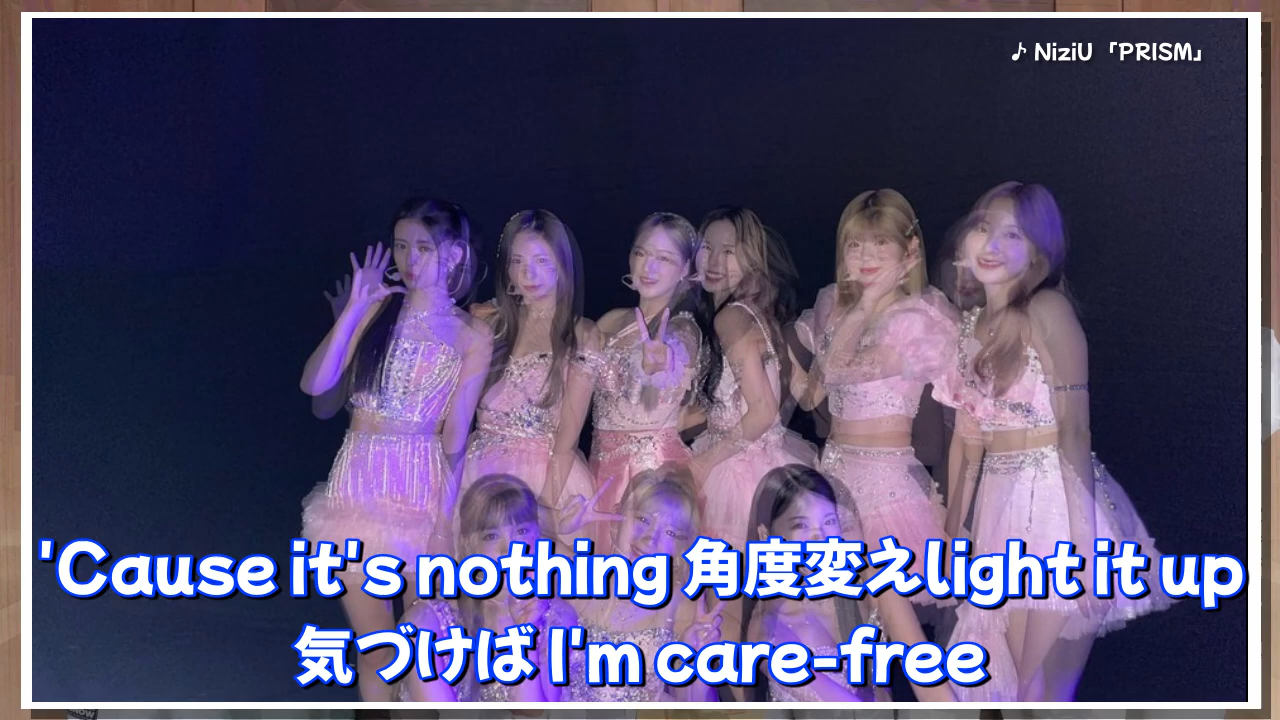 ♪ NiziU 「PRISM」
'Cause it's nothing 角度変えlight it up
気づけば I'm care-free